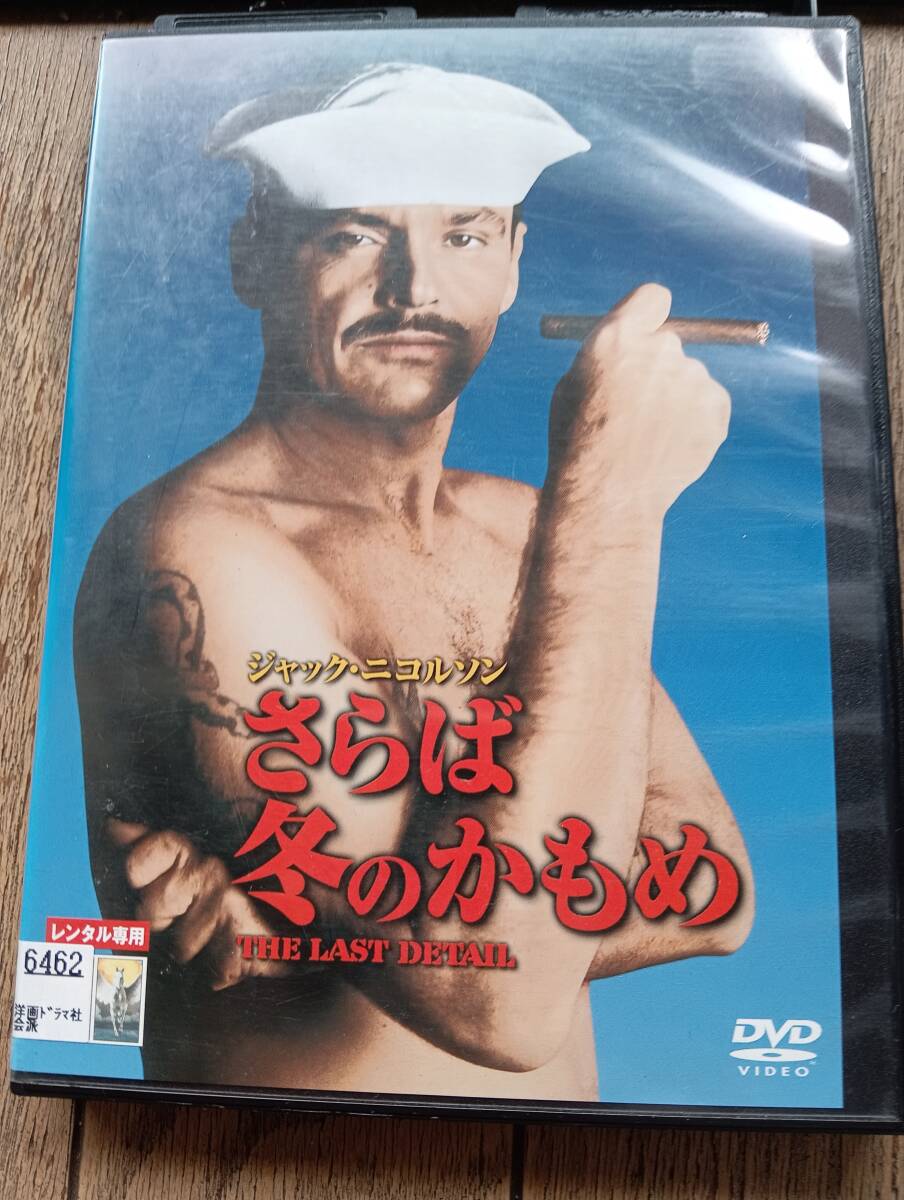 ジャック・ニコルソン
さらば
冬のかもめ
THE LAST DETAIL
レンタル専用
6462
洋画ドラマ社
会派
DVD
VIDEO